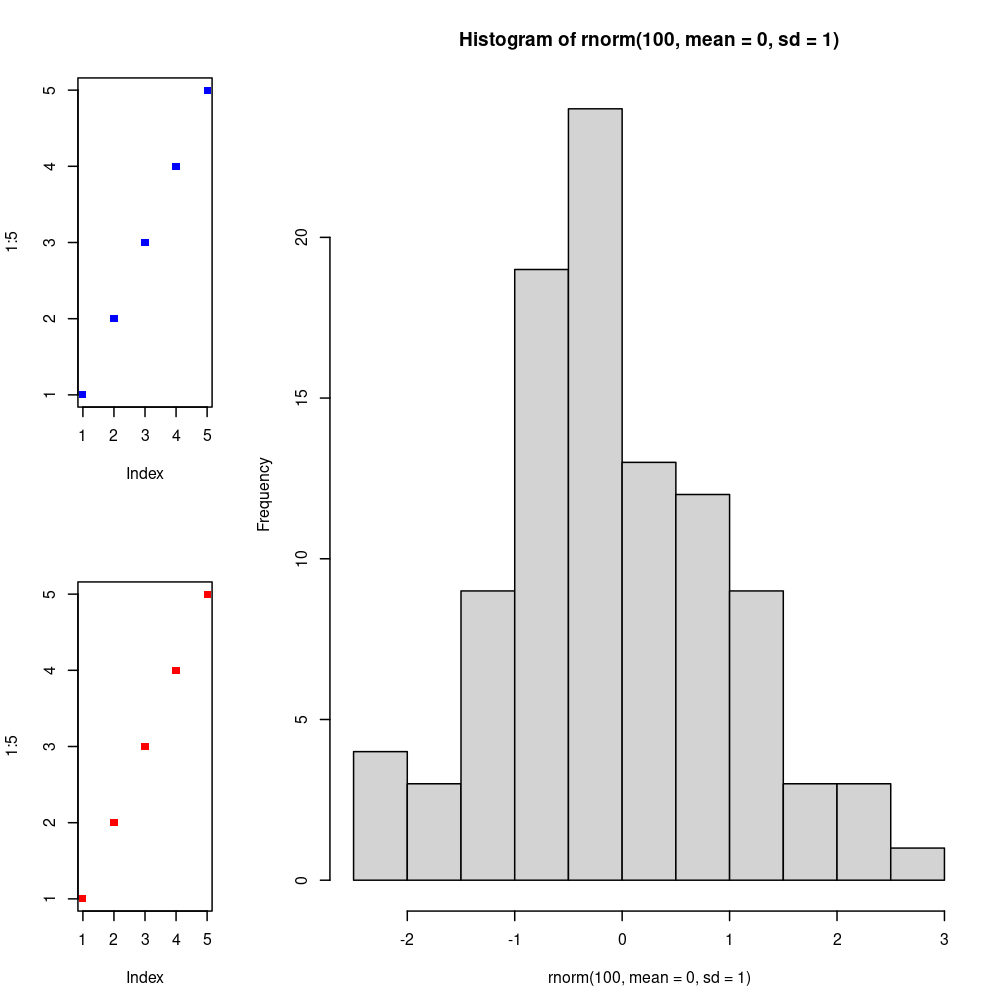 Histogram of rnorm(100, mean = 0, sd = 1)
5
4
3
2
1
1:5
1 2 3 4 5
Index
5
4
3
2
1
1:5
1 2 3 4 5
Index
20
15
10
5
0
Frequency
-2 -1 0 1 2 3
rnorm(100, mean = 0, sd = 1)